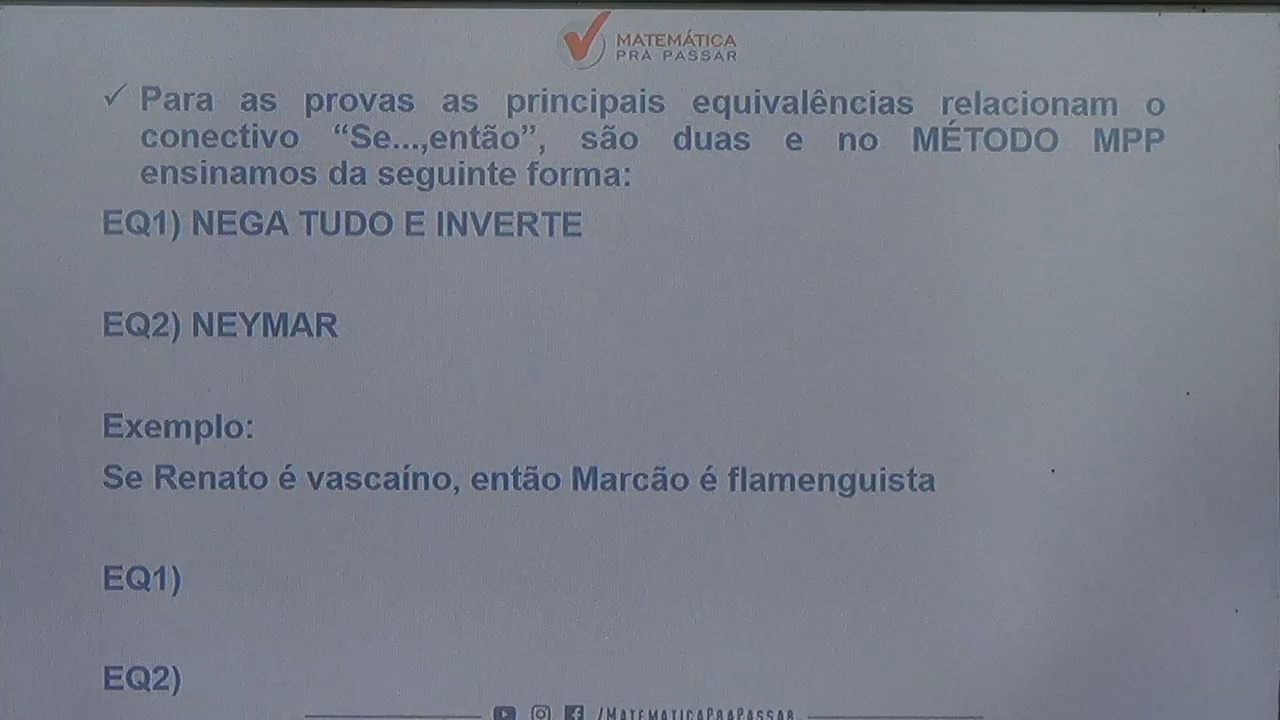 MATEMÁTICA
PRA PASSAR
✓ Para as provas as principais equivalências relacionam o
conectivo “Se...,então”, são duas e no MÉTODO MPP
ensinamos da seguinte forma:
EQ1) NEGA TUDO E INVERTE
EQ2) NEYMAR
Exemplo:
Se Renato é vascaíno, então Marcão é flamenguista
EQ1)
EQ2)
/MATEMATICAPRAPASSAR